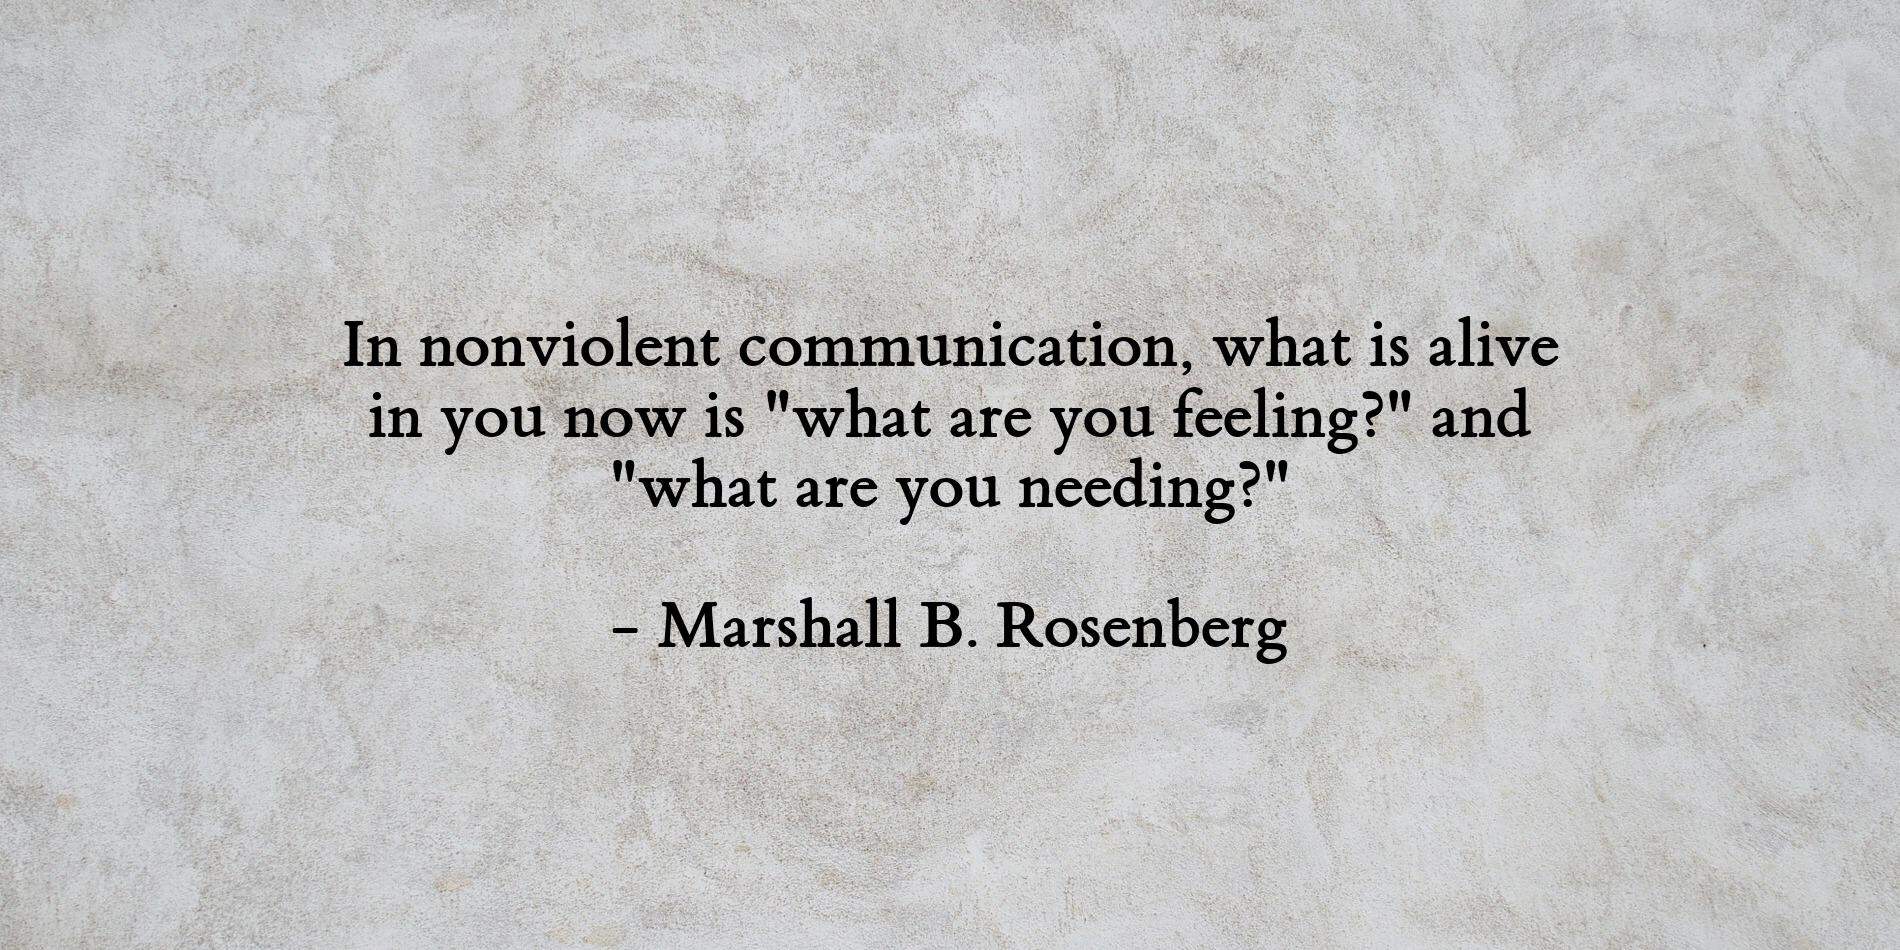 In nonviolent communication, what is alive
in you now is "what are you feeling?" and
"what are you needing?"
- Marshall B. Rosenberg